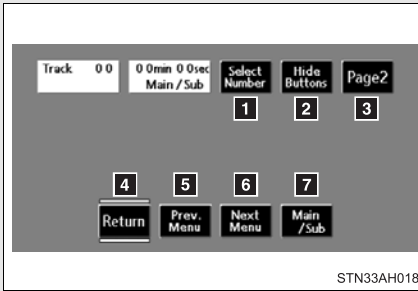 Track 0 0
0 0min 0 0sec
Main / Sub
Select
Number
Hide
Buttons
Page2
1
2
3
4
5
6
7
Return
Prev.
Menu
Next
Menu
Main
/Sub
STN33AH018